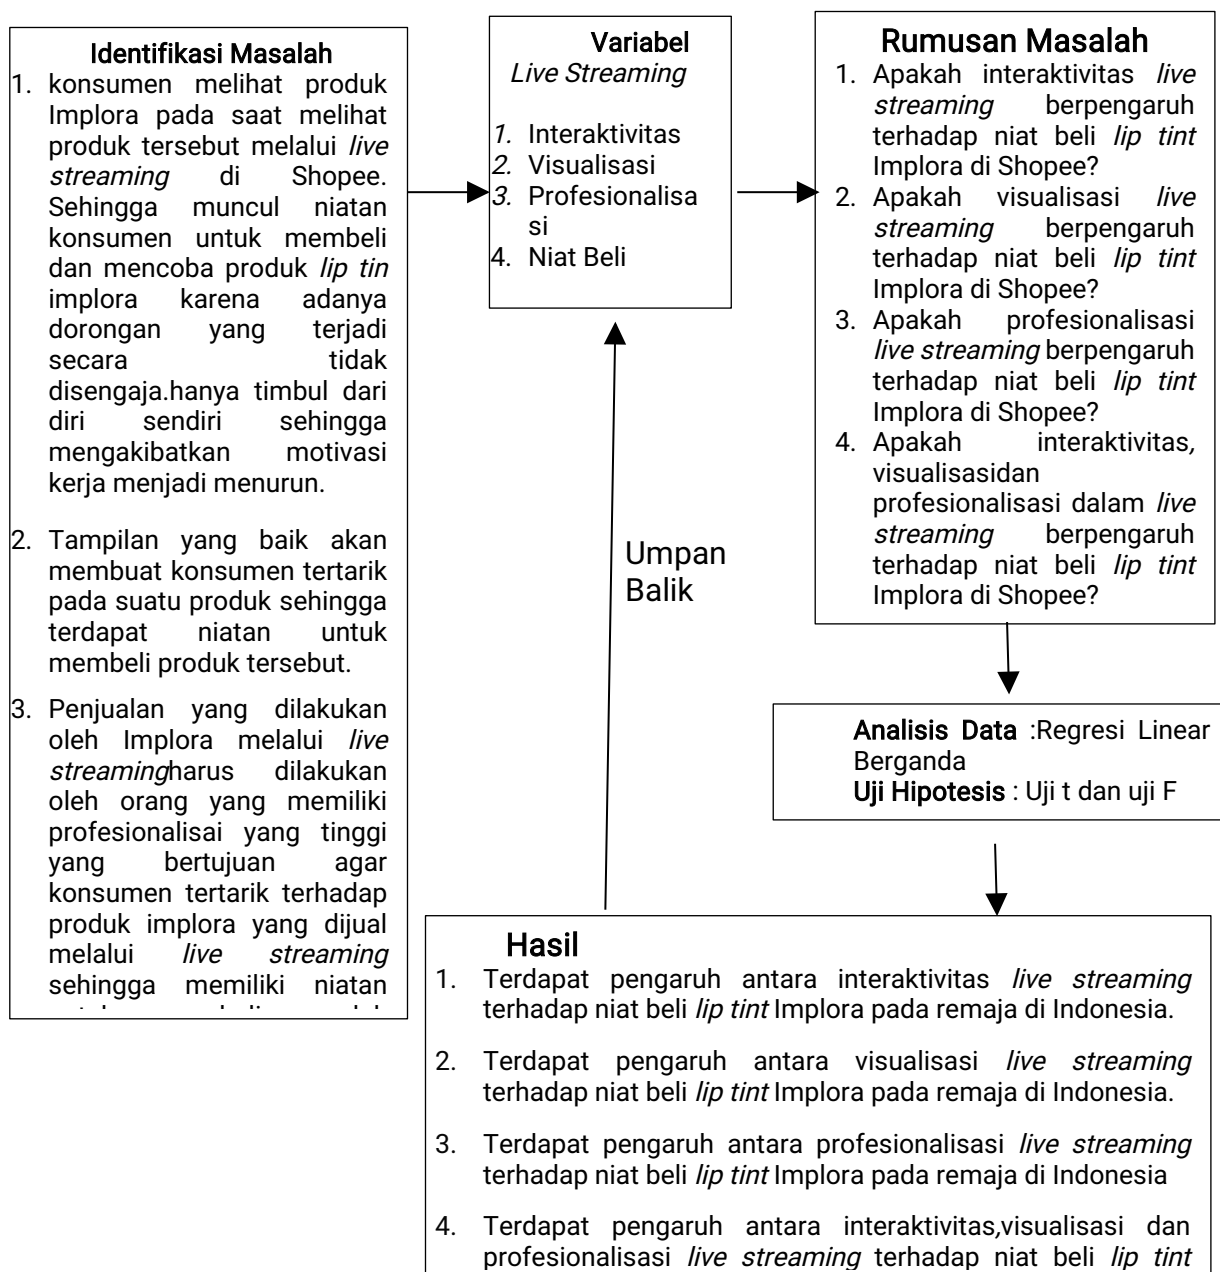 Identifikasi Masalah
1. konsumen melihat produk
Implora pada saat melihat
produk tersebut melalui live
streaming di Shopee.
Sehingga muncul niatan
konsumen untuk membeli
dan mencoba produk lip tin
implora karena adanya
dorongan yang terjadi
secara tidak
disengaja.hanya timbul dari
diri sendiri sehingga
mengakibatkan motivasi
kerja menjadi menurun.
2. Tampilan yang baik akan
membuat konsumen tertarik
pada suatu produk sehingga
terdapat niatan untuk
membeli produk tersebut.
3. Penjualan yang dilakukan
oleh Implora melalui live
streamingharus dilakukan
oleh orang yang memiliki
profesionalisai yang tinggi
yang bertujuan agar
konsumen tertarik terhadap
produk implora yang dijual
melalui live streaming
sehingga memiliki niatan
Variabel
Live Streaming
1. Interaktivitas
2. Visualisasi
3. Profesionalisa
si
4. Niat Beli
Rumusan Masalah
1. Apakah interaktivitas live
streaming berpengaruh
terhadap niat beli lip tint
Implora di Shopee?
2. Apakah visualisasi live
streaming berpengaruh
terhadap niat beli lip tint
Implora di Shopee?
3. Apakah profesionalisasi
live streaming berpengaruh
terhadap niat beli lip tint
Implora di Shopee?
4. Apakah interaktivitas,
visualisasidan
profesionalisasi dalam live
streaming berpengaruh
terhadap niat beli lip tint
Implora di Shopee?
Umpan
Balik
Analisis Data :Regresi Linear
Berganda
Uji Hipotesis : Uji t dan uji F
Hasil
1. Terdapat pengaruh antara interaktivitas live streaming
terhadap niat beli lip tint Implora pada remaja di Indonesia.
2. Terdapat pengaruh antara visualisasi live streaming
terhadap niat beli lip tint Implora pada remaja di Indonesia.
3. Terdapat pengaruh antara profesionalisasi live streaming
terhadap niat beli lip tint Implora pada remaja di Indonesia
4. Terdapat pengaruh antara interaktivitas,visualisasi dan
profesionalisasi live streaming terhadap niat beli lip tint